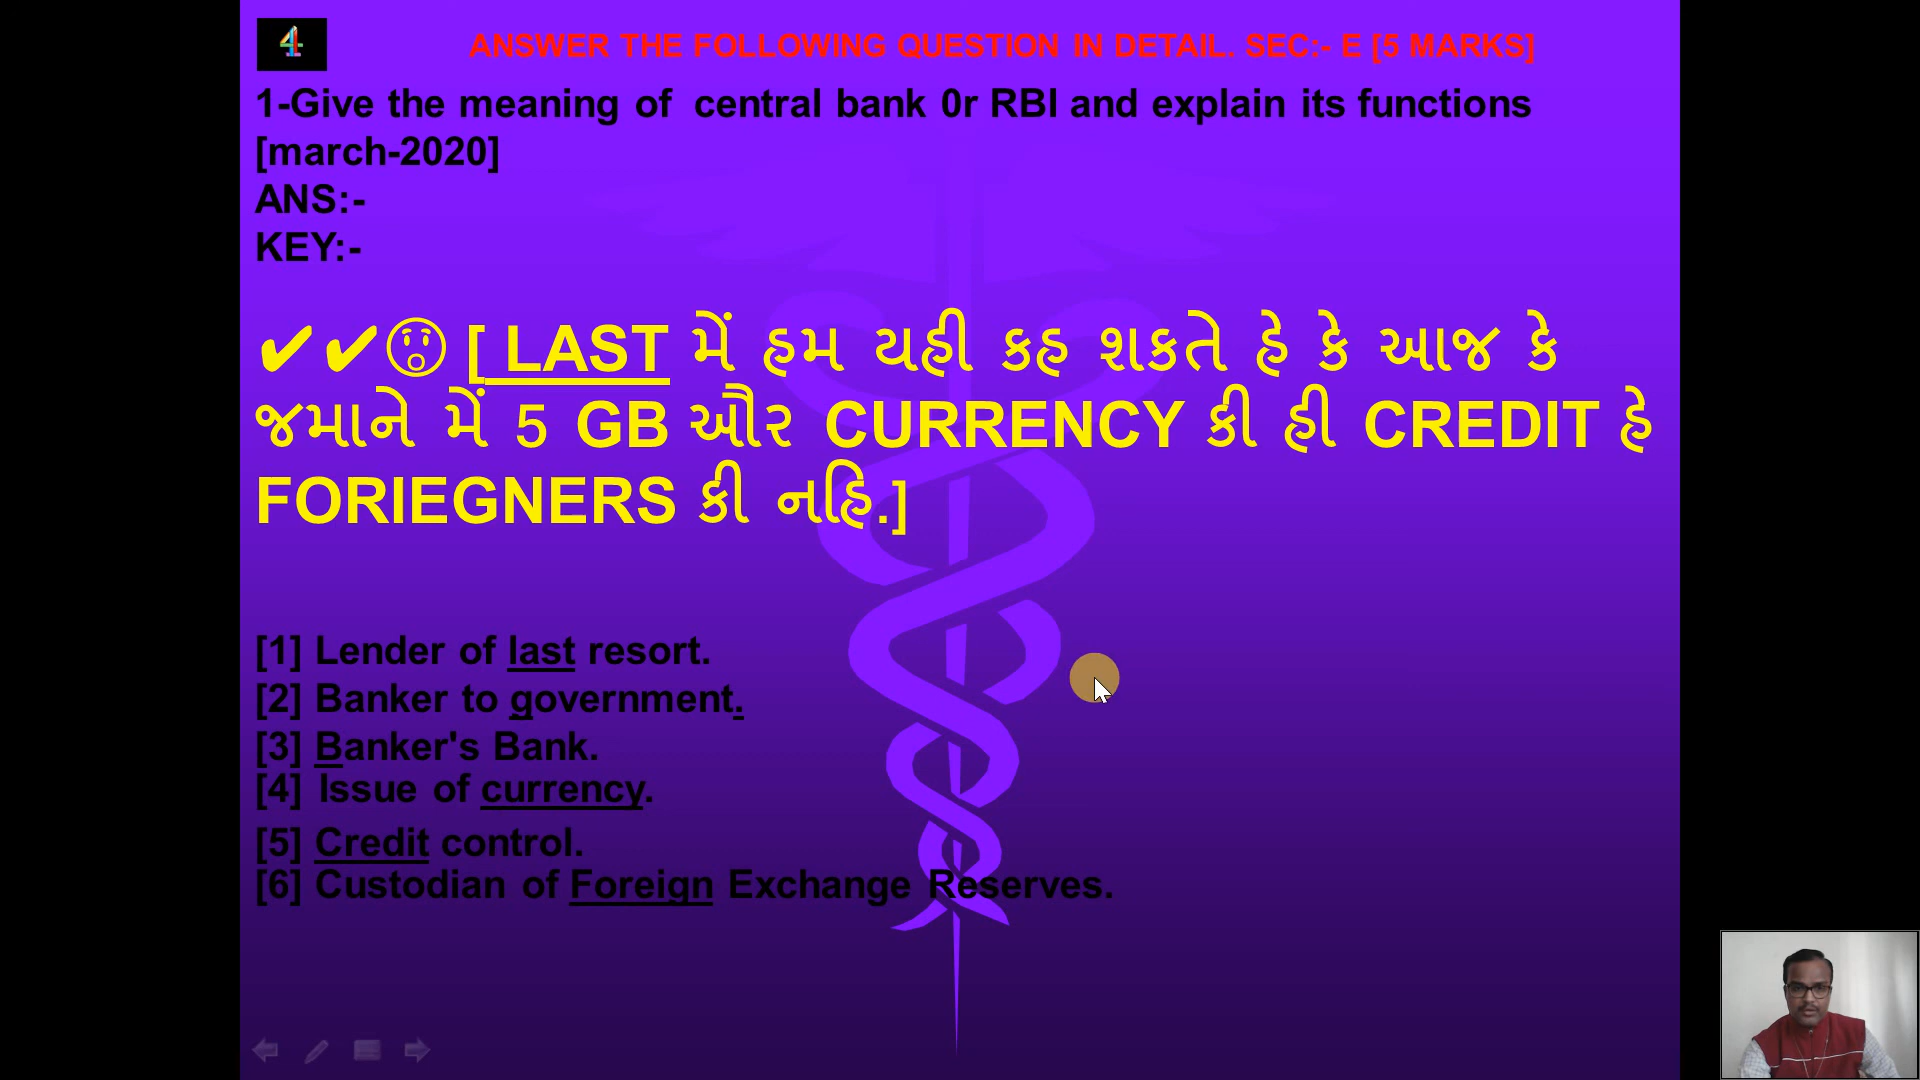 4
ANSWER THE FOLLOWING QUESTION IN DETAIL. SEC:- E [5 MARKS]
1-Give the meaning of central bank 0r RBI and explain its functions
[march-2020]
ANS:-
KEY:-
✔✔😲[ LAST મેં હમ યહી કહ શકતે હે કે આજ કે
જમાને મેં 5 GB ઔર CURRENCY કી હી CREDIT હે
FORIEGNERS કી નહિ.]
[1] Lender of last resort.
[2] Banker to government.
[3] Banker's Bank.
[4] Issue of currency.
[5] Credit control.
[6] Custodian of Foreign Exchange Reserves.